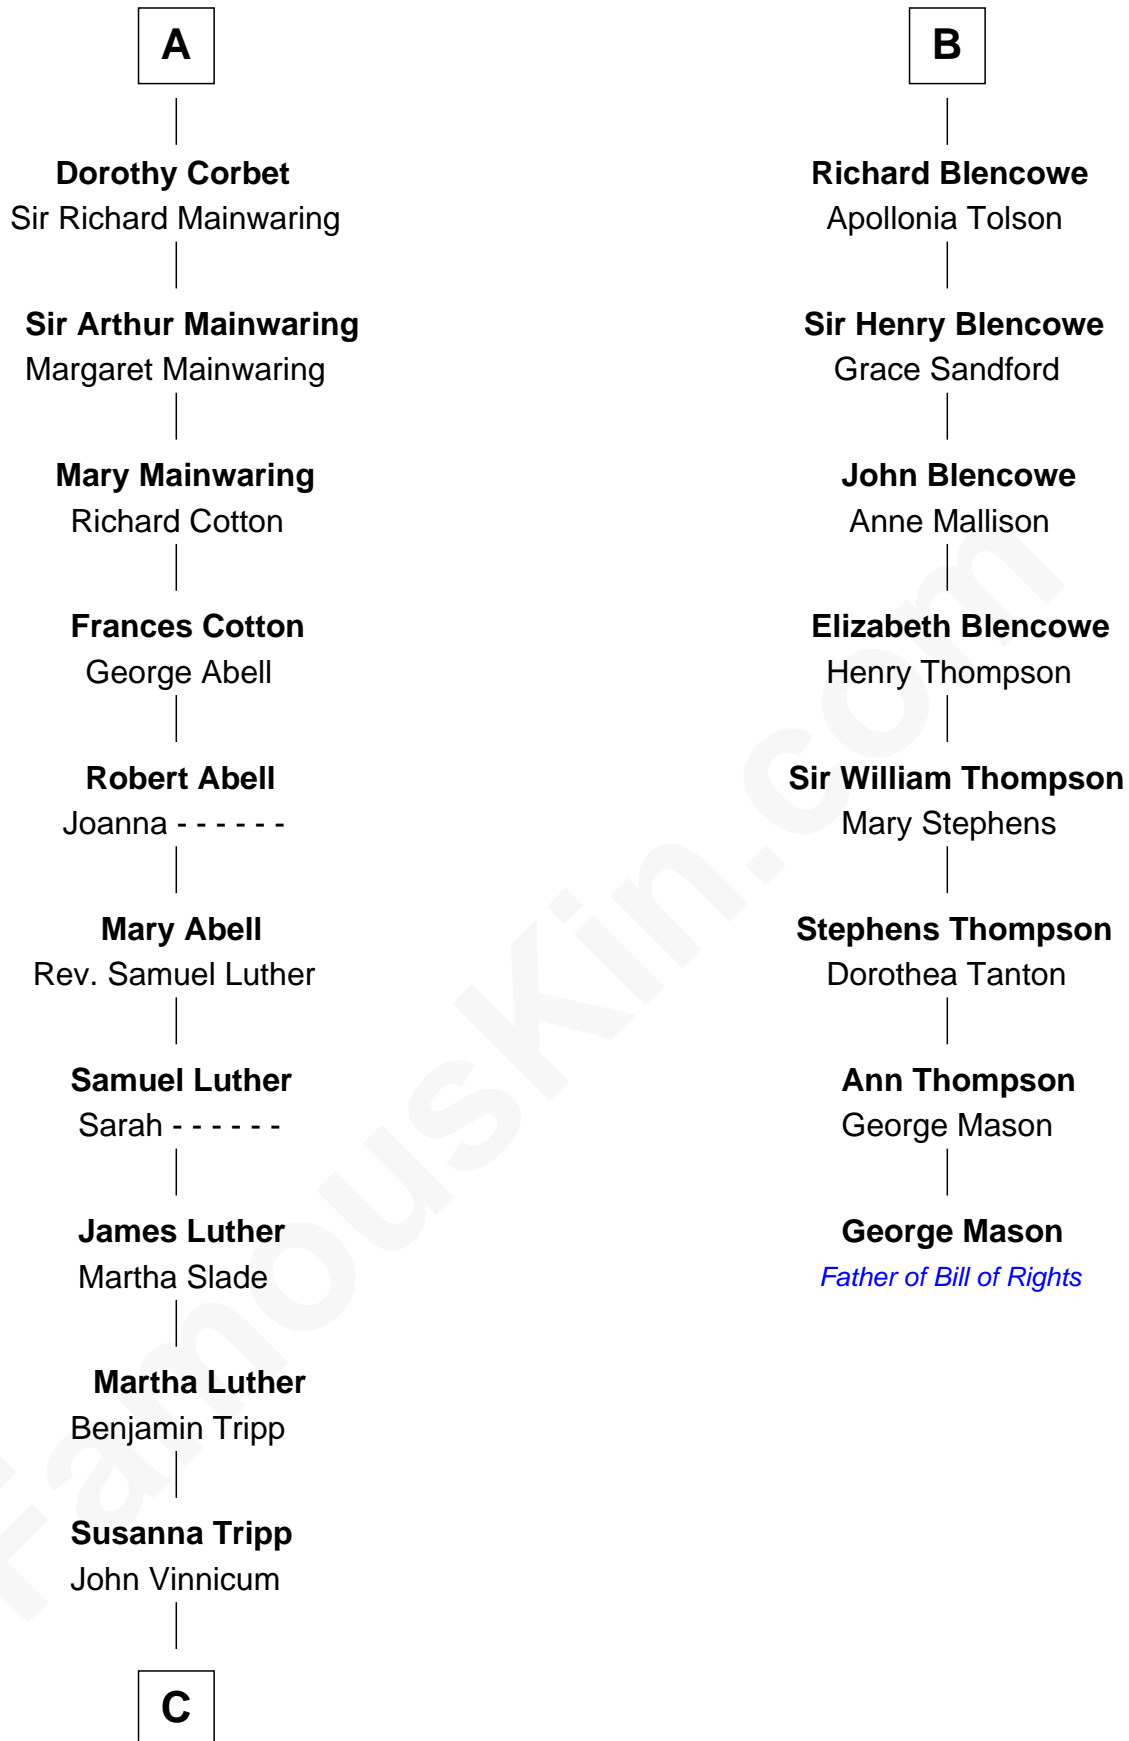 A
Dorothy Corbet
Sir Richard Mainwaring
Sir Arthur Mainwaring
Margaret Mainwaring
Mary Mainwaring
Richard Cotton
Frances Cotton
George Abell
Robert Abell
Joanna - - - - - -
Mary Abell
Rev. Samuel Luther
Samuel Luther
Sarah - - - - - -
James Luther
Martha Slade
Martha Luther
Benjamin Tripp
Susanna Tripp
John Vinnicum
C
B
Richard Blencowe
Apollonia Tolson
Sir Henry Blencowe
Grace Sandford
John Blencowe
Anne Mallison
Elizabeth Blencowe
Henry Thompson
Sir William Thompson
Mary Stephens
Stephens Thompson
Dorothea Tanton
Ann Thompson
George Mason
George Mason
Father of Bill of Rights
FamousKin.com